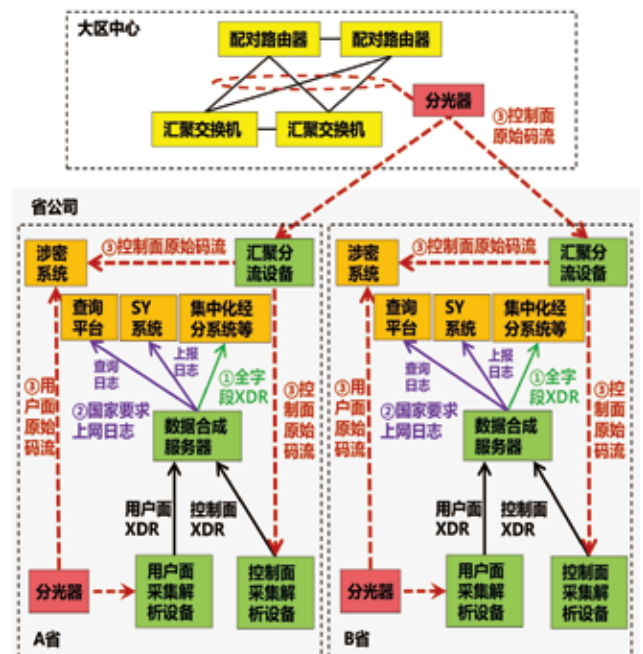 大区中心
配对路由器
配对路由器
分光器
③控制面
原始码流
汇聚交换机
汇聚交换机
省公司
涉密
系统
③控制面原始码流
汇聚分
流设备
查询
平台
SY
系统
集中化经
分系统等
查询
日志
上报
日志
①全字
段XDR
③用
户面
原始
码流
②国家要求
上网日志
③控
制面
原始
码流
数据合成
服务器
用户面
XDR
控制面
XDR
分光器
用户面
采集解
析设备
控制面
采集解
析设备
A省
涉密
系统
③控制面原始码流
汇聚分
流设备
查询
平台
SY
系统
集中化经
分系统等
查询
日志
上报
日志
①全字
段XDR
③用
户面
原始
码流
②国家要求
上网日志
③控
制面
原始
码流
数据合成
服务器
用户面
XDR
控制面
XDR
分光器
用户面
采集解
析设备
控制面
采集解
析设备
B省